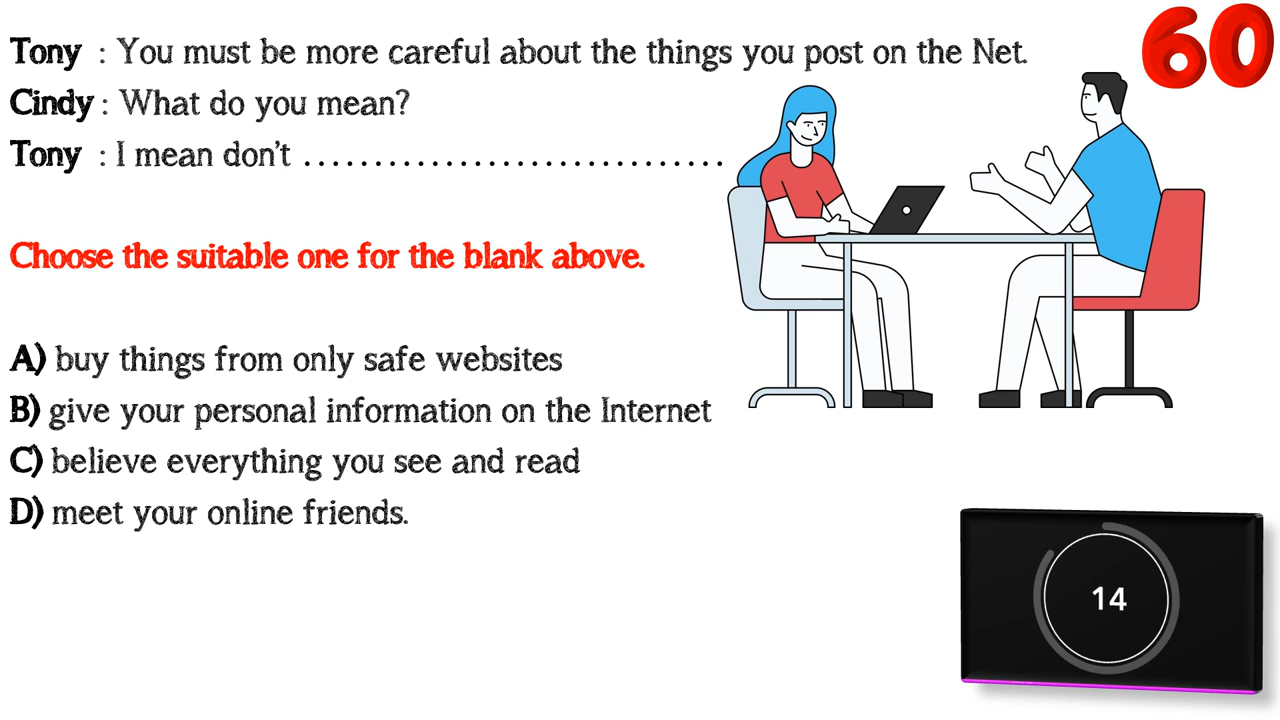 60
Tony : You must be more careful about the things you post on the Net.
Cindy : What do you mean?
Tony : I mean don't ..............................
Choose the suitable one for the blank above.
A) buy things from only safe websites
B) give your personal information on the Internet
C) believe everything you see and read
D) meet your online friends.
14